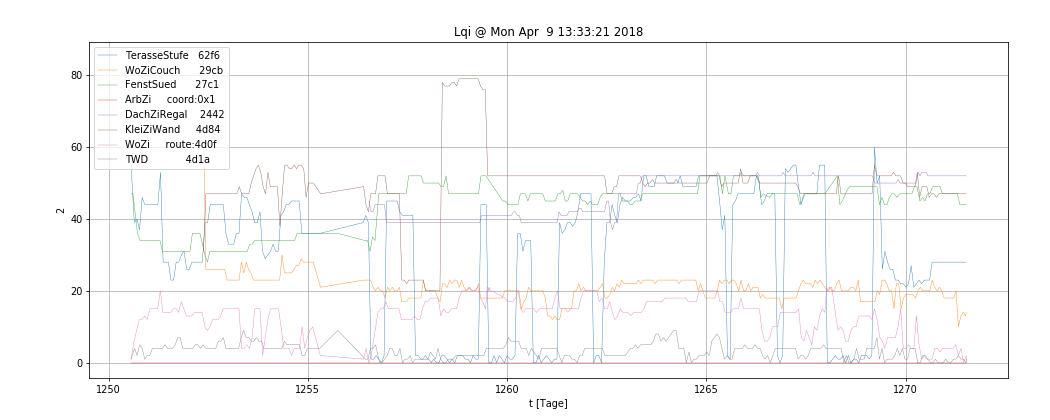 Lqi @ Mon Apr  9 13:33:21 2018
80
60
40
20
0
2
TerasseStufe 62f6
WoZiCouch 29cb
FenstSued 27c1
ArbZi coord:0x1
DachZiRegal 2442
KleiZiWand 4d84
WoZi route:4d0f
TWD 4d1a
1250 1255 1260 1265 1270
t [Tage]